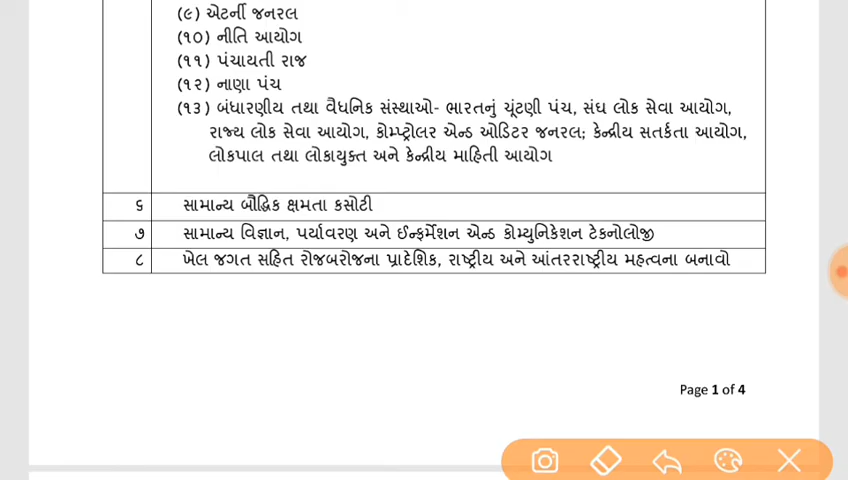 (૯) એટર્ની જનરલ
(૧૦) નીતિ આયોગ
(૧૧) પંચાયતી રાજ
(૧૨) નાણા પંચ
(૧૩) બંધારણીય તથા વૈધનિક સંસ્થાઓ- ભારતનું ચૂંટણી પંચ, સંઘ લોક સેવા આયોગ,
રાજ્ય લોક સેવા આયોગ, કોમ્પ્ટ્રોલર એન્ડ ઓડિટર જનરલ; કેન્દ્રીય સતર્કતા આયોગ,
લોકપાલ તથા લોકાયુક્ત અને કેન્દ્રીય માહિતી આયોગ
૬ સામાન્ય બૌદ્ધિક ક્ષમતા કસોટી
૭ સામાન્ય વિજ્ઞાન, પર્યાવરણ અને ઈન્ફર્મેશન એન્ડ કોમ્યુનિકેશન ટેકનોલોજી
૮ ખેલ જગત સહિત રોજબરોજના પ્રાદેશિક, રાષ્ટ્રીય અને આંતરરાષ્ટ્રીય મહત્વના બનાવો
Page 1 of 4